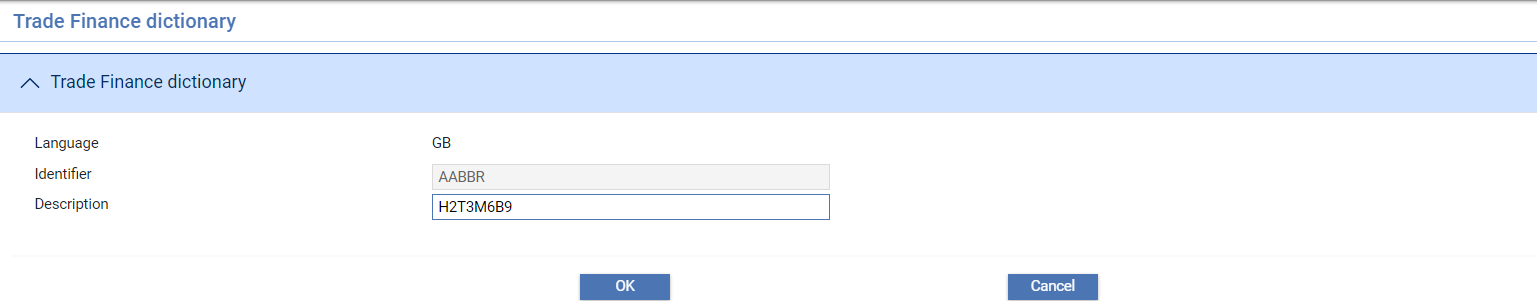 Trade Finance dictionary
Trade Finance dictionary
Language GB
Identifier AABBR
Description H2T3M6B9
OK Cancel